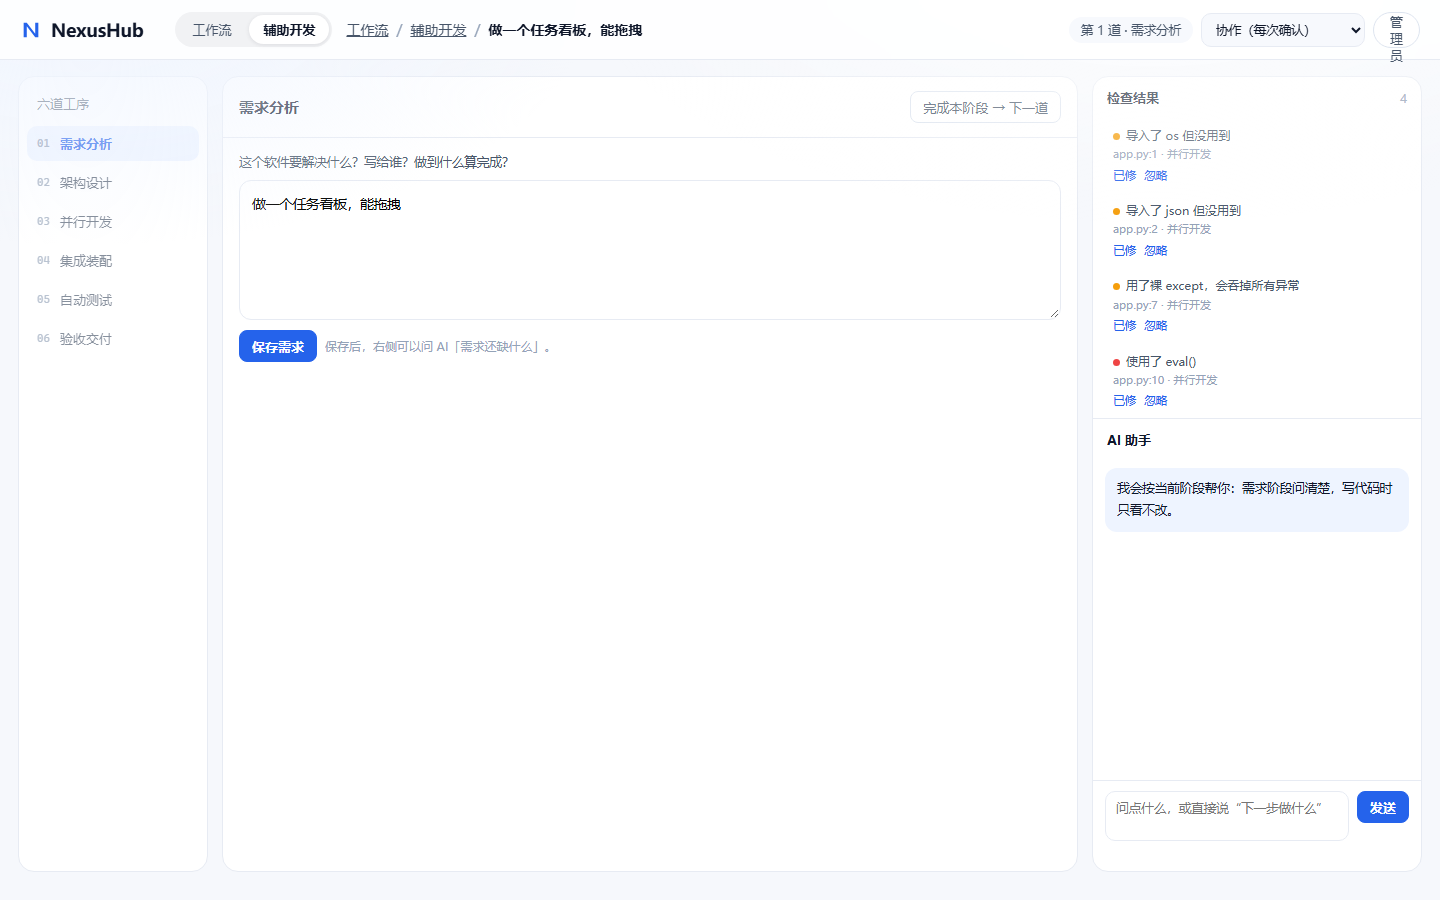 NexusHub
工作流
辅助开发
工作流 / 辅助开发 / 做一个任务看板，能拖拽
第 1 道 · 需求分析
协作（每次确认）
管理员
六道工序
01 需求分析
02 架构设计
03 并行开发
04 集成装配
05 自动测试
06 验收交付
需求分析
完成本阶段 → 下一道
这个软件要解决什么？写给谁？做到什么算完成？
做一个任务看板，能拖拽
保存需求
保存后，右侧可以问 AI「需求还缺什么」。
检查结果 4
导入了 os 但没用到
app.py:1 · 并行开发
已修 忽略
导入了 json 但没用到
app.py:2 · 并行开发
已修 忽略
用了裸 except，会吞掉所有异常
app.py:7 · 并行开发
已修 忽略
使用了 eval()
app.py:10 · 并行开发
已修 忽略
AI 助手
我会按当前阶段帮你：需求阶段问清楚，写代码时
只看不改。
问点什么，或直接说“下一步做什么”
发送